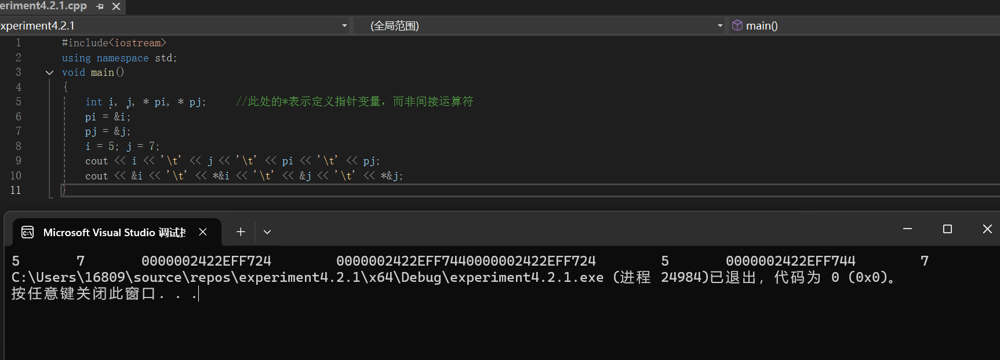 eriment4.2.1.cpp
xperiment4.2.1 (全局范围) main()
1 #include<iostream>
2 using namespace std;
3 void main()
4 {
5 int i, j, * pi, * pj; //此处的*表示定义指针变量，而非间接运算符
6 pi = &i;
7 pj = &j;
8 i = 5; j = 7;
9 cout << i << '\t' << j << '\t' << pi << '\t' << pj;
10 cout << &i << '\t' << *&i << '\t' << &j << '\t' << *&j;
11 }
Microsoft Visual Studio 调试
5 7 0000002422EFF724 0000002422EFF7440000002422EFF724 5 0000002422EFF744 7
C:\Users\16809\source\repos\experiment4.2.1\x64\Debug\experiment4.2.1.exe (进程 24984)已退出，代码为 0 (0x0)。
按任意键关闭此窗口. . .